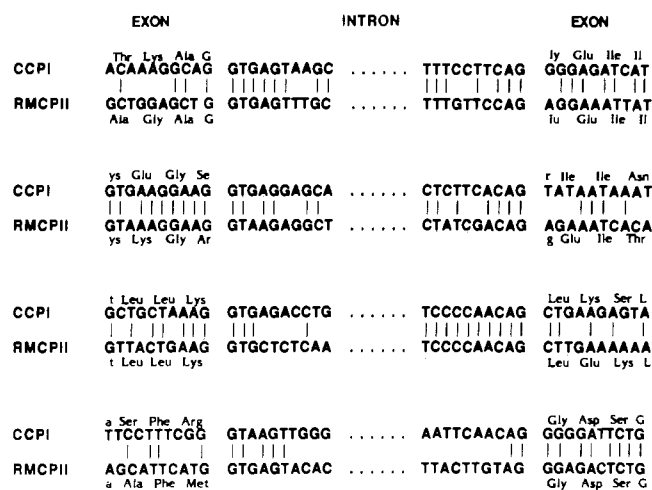 EXON INTRON EXON
Thr Lys Ala G ly Glu Ile Il
CCPI ACAAAGGCAG GTGAGTAAGC ...... TTTCCTTCAG GGGAGATCAT
RMCPII GCTGGAGCTG GTGAGTTTGC ...... TTTGTTCCAG AGGAAATTAT
Ala Gly Ala G lu Glu Ile Il
ys Glu Gly Se r Ile Ile Asn
CCPI GTGAAGGAAG GTGAGGAGCA ...... CTCTTCACAG TATAATAAAT
RMCPII GTAAAGGAAG GTAAGAGGCT ...... CTATCGACAG AGAAATCACA
ys Lys Gly Ar g Glu Ile Thr
t Leu Leu Lys Leu Lys Ser L
CCPI GCTGCTAAAG GTGAGACCTG ...... TCCCCAACAG CTGAAGAGTA
RMCPII GTTACTGAAG GTGCTCTCAA ...... TCCCCAACAG CTTGAAAAAA
t Leu Leu Lys Leu Glu Lys L
a Ser Phe Arg Gly Asp Ser G
CCPI TTCCTTTCGG GTAAGTTGGG ...... AATTCAACAG GGGGATTCTG
RMCPII AGCATTCATG GTGAGTACAC ...... TTACTTGTAG GGAGACTCTG
a Ala Phe Met Gly Asp Ser G